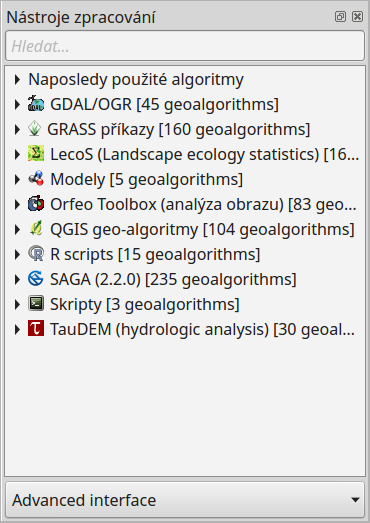 Nástroje zpracování
Hledat...
Naposledy použité algoritmy
GDAL/OGR [45 geoalgorithms]
GRASS příkazy [160 geoalgorithms]
LecoS (Landscape ecology statistics) [16...
Modely [5 geoalgorithms]
Orfeo Toolbox (analýza obrazu) [83 geo...
QGIS geo-algoritmy [104 geoalgorithms]
R scripts [15 geoalgorithms]
SAGA (2.2.0) [235 geoalgorithms]
Skripty [3 geoalgorithms]
TauDEM (hydrologic analysis) [30 geoal...
Advanced interface